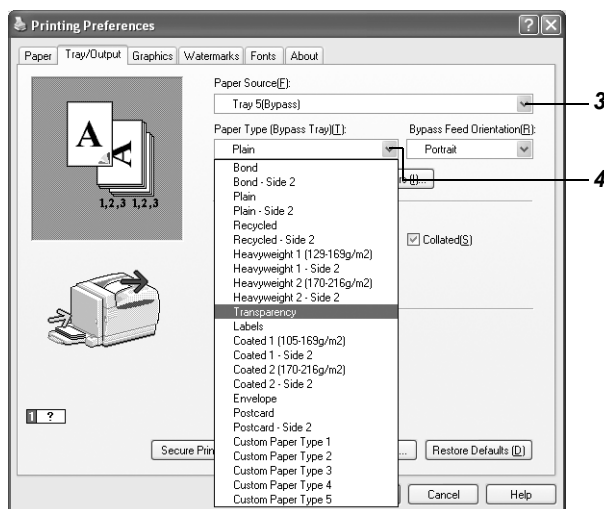 Printing Preferences
Paper Tray/Output Graphics Watermarks Fonts About
Paper Source(F):
Tray 5(Bypass)
3
Paper Type (Bypass Tray)(T): Bypass Feed Orientation(R):
Plain Portrait
4
Bond
Bond - Side 2
Plain
Plain - Side 2
Recycled
Recycled - Side 2
Heavyweight 1 (129-169g/m2)
Heavyweight 1 - Side 2
Heavyweight 2 (170-216g/m2)
Heavyweight 2 - Side 2
Transparency
Labels
Coated 1 (105-169g/m2)
Coated 1 - Side 2
Coated 2 (170-216g/m2)
Coated 2 - Side 2
Envelope
Postcard
Postcard - Side 2
Custom Paper Type 1
Custom Paper Type 2
Custom Paper Type 3
Custom Paper Type 4
Custom Paper Type 5
Collated(S)
A A
1,2,3 1,2,3
1 ?
Secure Prin ... Restore Defaults (D)
Cancel Help